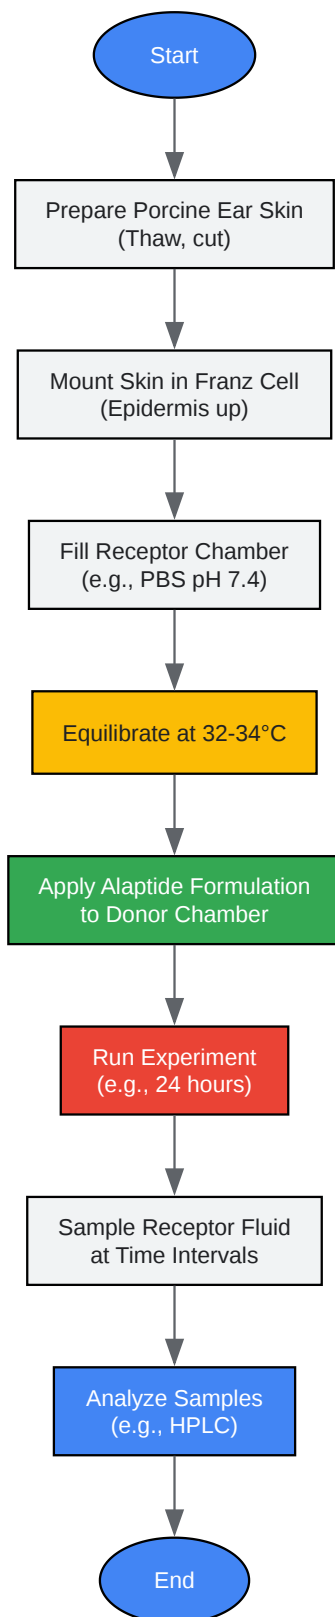 Start
Prepare Porcine Ear Skin
(Thaw, cut)
Mount Skin in Franz Cell
(Epidermis up)
Fill Receptor Chamber
(e.g., PBS pH 7.4)
Equilibrate at 32-34°C
Apply Alaptide Formulation
to Donor Chamber
Run Experiment
(e.g., 24 hours)
Sample Receptor Fluid
at Time Intervals
Analyze Samples
(e.g., HPLC)
End